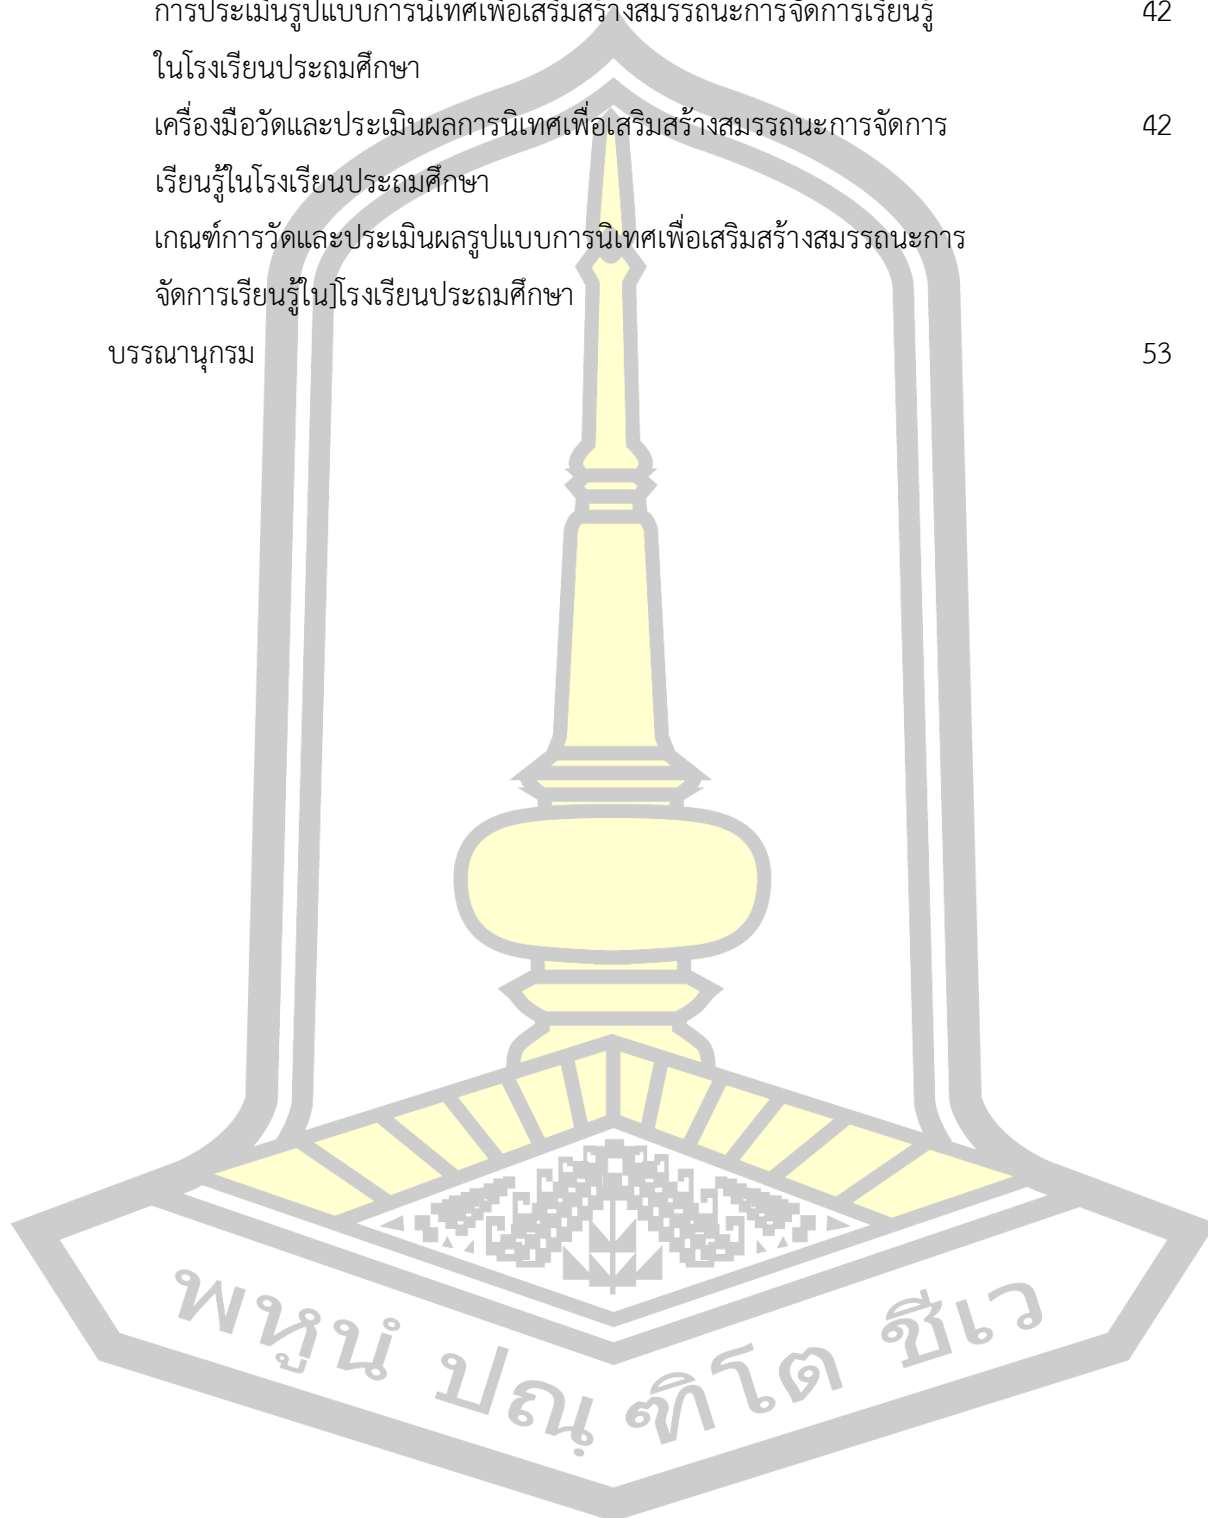 การประเมินรูปแบบการนิเทศเพื่อเสริมสร้างสมรรถนะการจัดการเรียนรู้ 42
ในโรงเรียนประถมศึกษา
เครื่องมือวัดและประเมินผลการนิเทศเพื่อเสริมสร้างสมรรถนะการจัดการ 42
เรียนรู้ในโรงเรียนประถมศึกษา
เกณฑ์การวัดและประเมินผลรูปแบบการนิเทศเพื่อเสริมสร้างสมรรถนะการ
จัดการเรียนรู้ใน]โรงเรียนประถมศึกษา
บรรณานุกรม 53
พหูนํ ปณฺฑิโต ชีเว